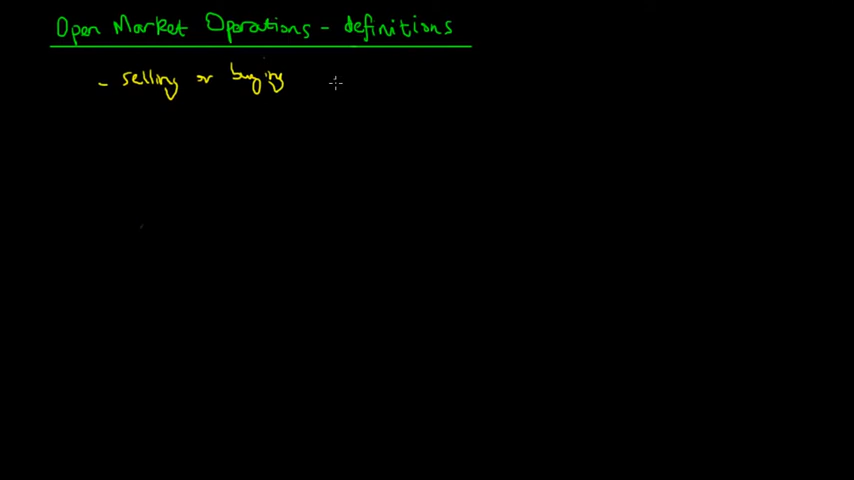 Open Market Operations - definitions
- selling or buying